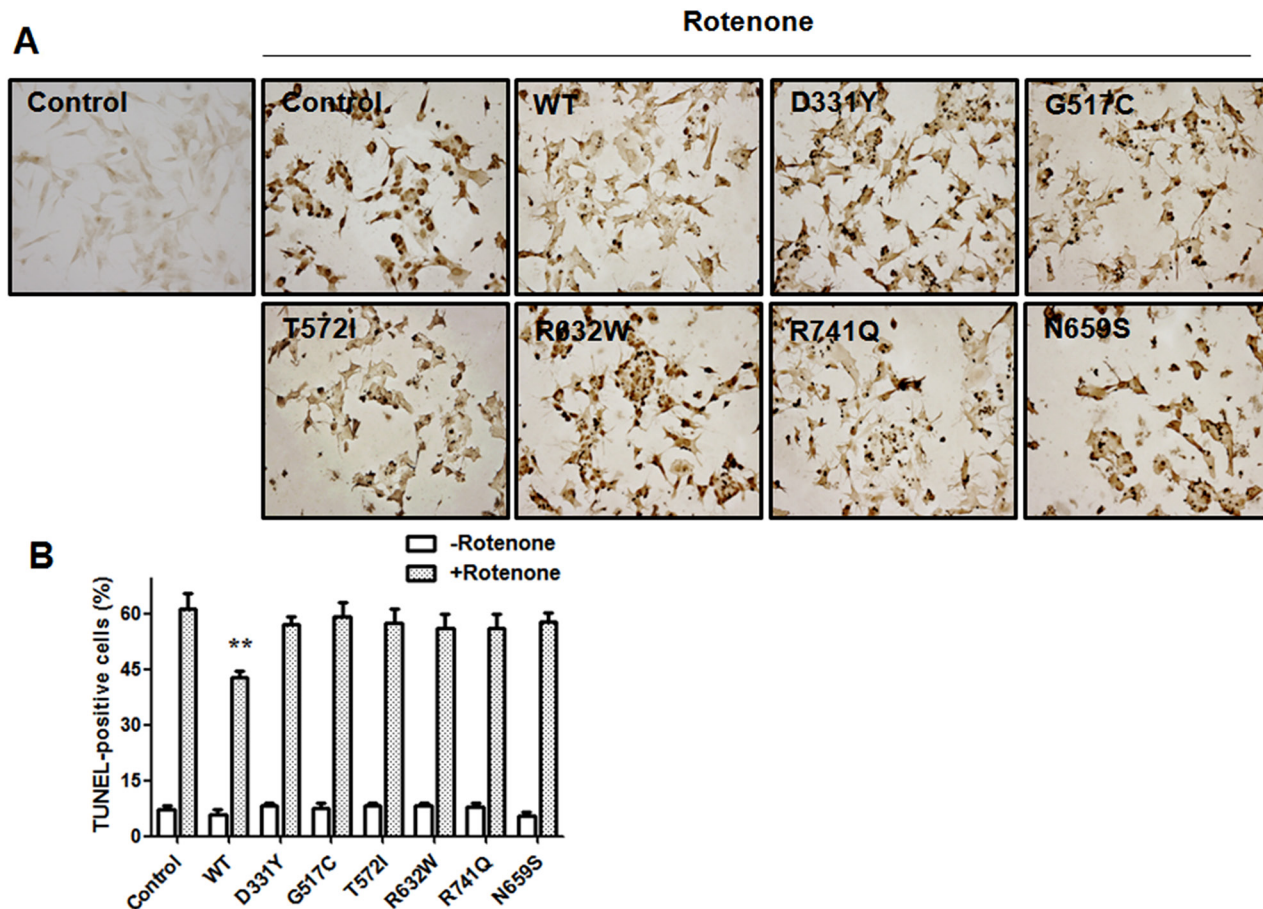 Rotenone
A
Control
Control
WT
D331Y
G517C
T572I
R632W
R741Q
N659S
B
-Rotenone
+Rotenone
TUNEL-positive cells (%)
60
45
30
15
0
**
Control
WT
D331Y
G517C
T572I
R632W
R741Q
N659S